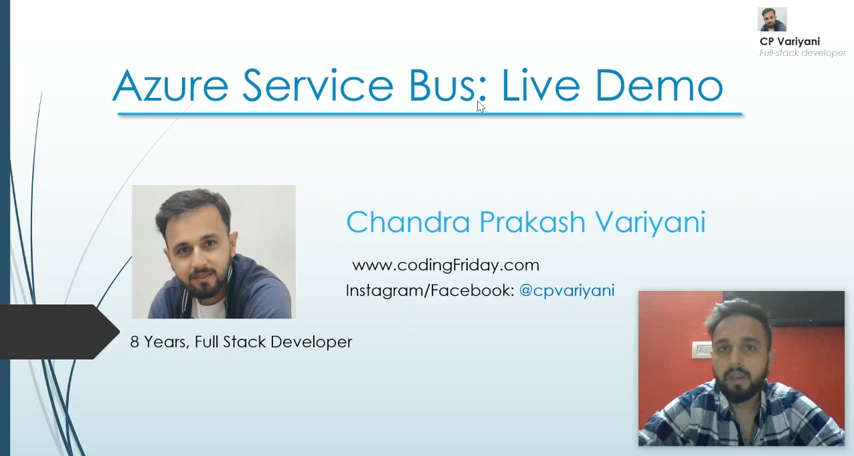 CP Variyani
Full-stack developer
Azure Service Bus: Live Demo
Chandra Prakash Variyani
www.codingFriday.com
Instagram/Facebook: @cpvariyani
8 Years, Full Stack Developer